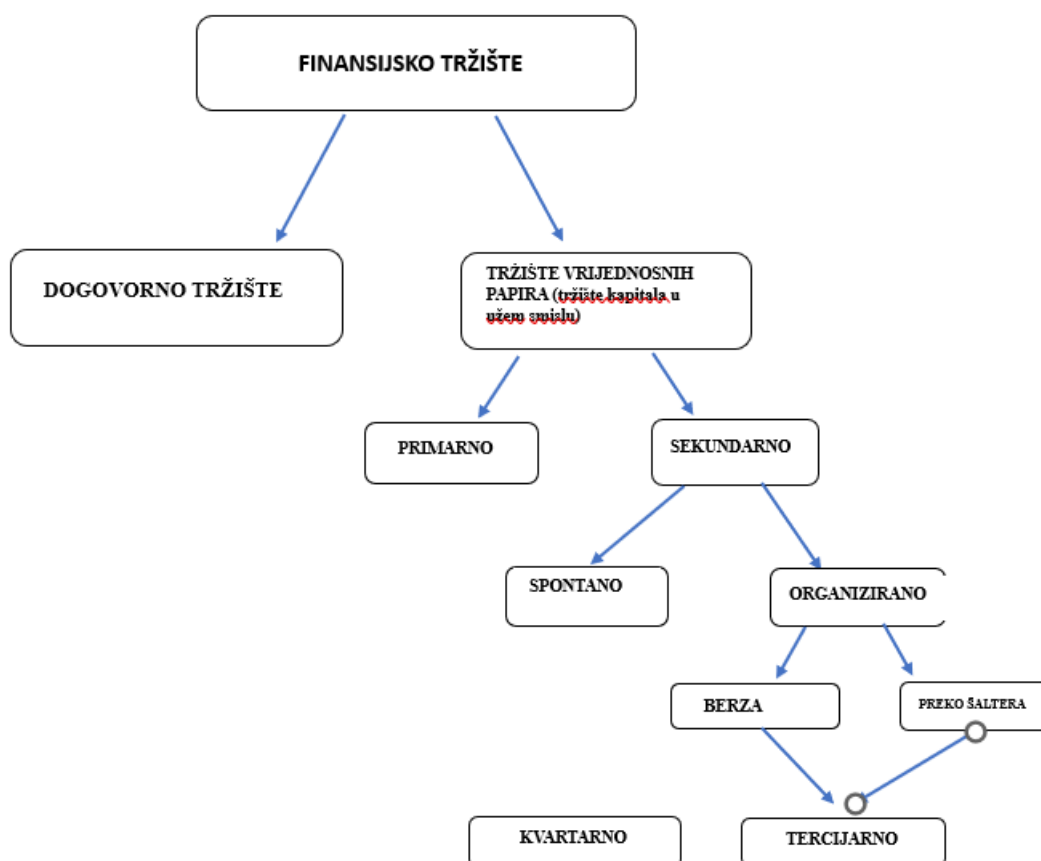 FINANSIJSKO TRŽIŠTE
DOGOVORNO TRŽIŠTE
TRŽIŠTE VRIJEDNOSNIH
PAPIRA (tržište kapitala u
užem smislu)
PRIMARNO
SEKUNDARNO
SPONTANO
ORGANIZIRANO
BERZA
PREKO ŠALTERA
KVARTARNO
TERCIJARNO